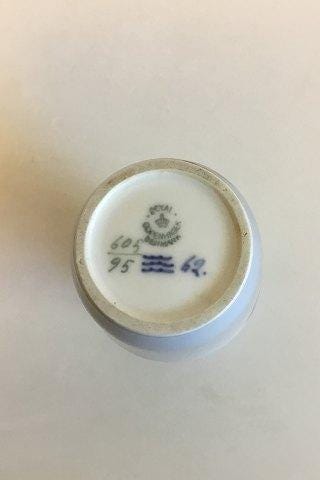 ROYAL
COPENHAGEN
DENMARK
605
95 62.